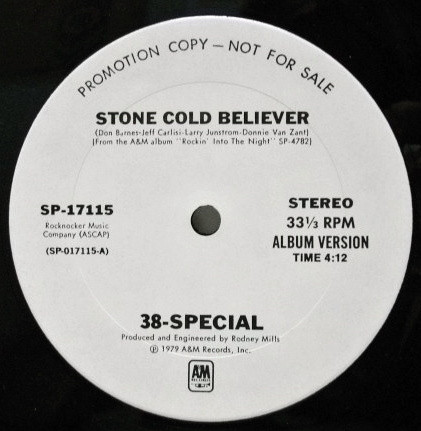 PROMOTION COPY — NOT FOR SALE
STONE COLD BELIEVER
(Don Barnes-Jeff Carlisi-Larry Junstrom-Donnie Van Zant)
(From the A&M album "Rockin' Into The Night" SP-4782)
SP-17115
Rocknocker Music
Company (ASCAP)
(SP-017115-A)
STEREO
33⅓ RPM
ALBUM VERSION
TIME 4:12
38-SPECIAL
Produced and Engineered by Rodney Mills
℗ 1979 A&M Records, Inc.
A&M